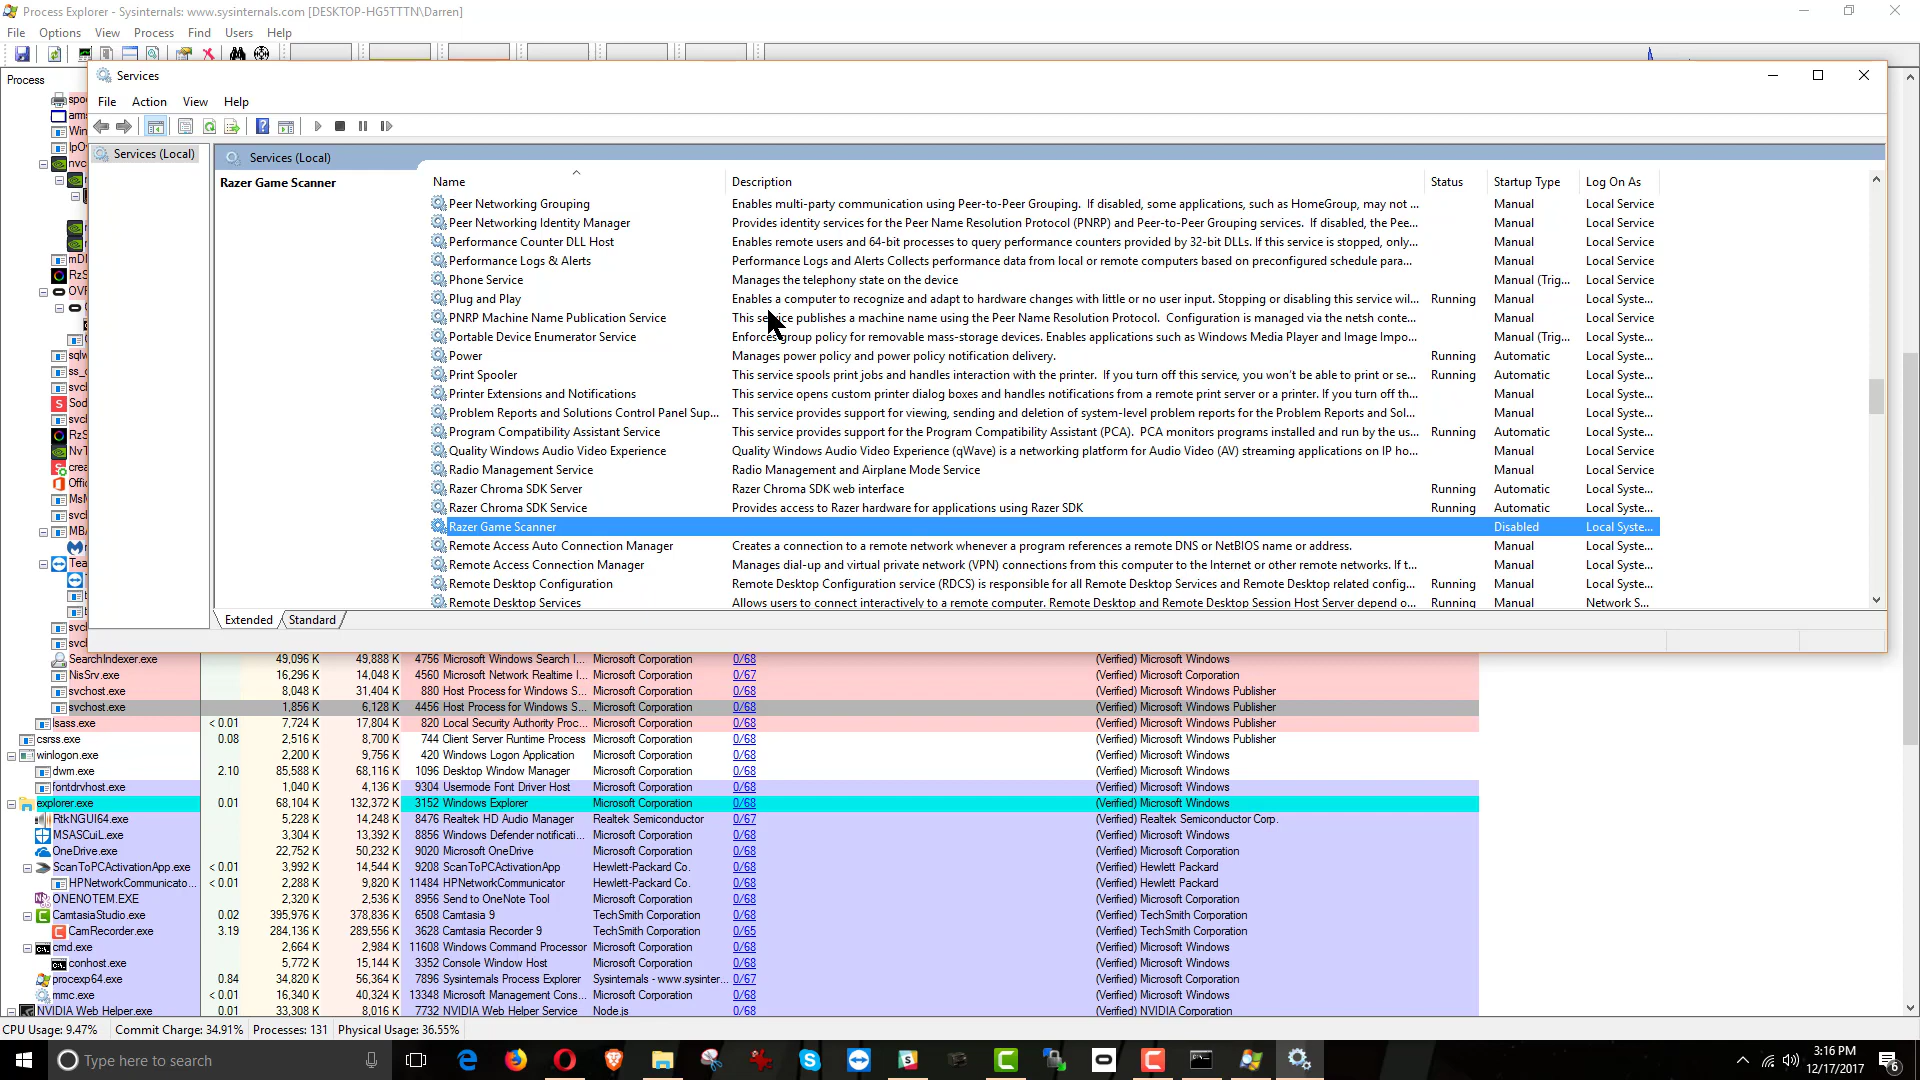 Process Explorer - Sysinternals: www.sysinternals.com [DESKTOP-HG5TTTN\Darren]
File Options View Process Find Users Help
Process
Services
File Action View Help
Services (Local)
Services (Local)
Razer Game Scanner
Name Description Status Startup Type Log On As
Peer Networking Grouping Enables multi-party communication using Peer-to-Peer Grouping. If disabled, some applications, such as HomeGroup, may not ... Manual Local Service
Peer Networking Identity Manager Provides identity services for the Peer Name Resolution Protocol (PNRP) and Peer-to-Peer Grouping services. If disabled, the Pee... Manual Local Service
Performance Counter DLL Host Enables remote users and 64-bit processes to query performance counters provided by 32-bit DLLs. If this service is stopped, only... Manual Local Service
Performance Logs & Alerts Performance Logs and Alerts Collects performance data from local or remote computers based on preconfigured schedule para... Manual Local Service
Phone Service Manages the telephony state on the device Manual (Trig... Local Service
Plug and Play Enables a computer to recognize and adapt to hardware changes with little or no user input. Stopping or disabling this service wil... Running Manual Local Syste...
PNRP Machine Name Publication Service This service publishes a machine name using the Peer Name Resolution Protocol. Configuration is managed via the netsh conte... Manual Local Service
Portable Device Enumerator Service Enforces group policy for removable mass-storage devices. Enables applications such as Windows Media Player and Image Impo... Manual (Trig... Local Syste...
Power Manages power policy and power policy notification delivery. Running Automatic Local Syste...
Print Spooler This service spools print jobs and handles interaction with the printer. If you turn off this service, you won't be able to print or se... Running Automatic Local Syste...
Printer Extensions and Notifications This service opens custom printer dialog boxes and handles notifications from a remote print server or a printer. If you turn off th... Manual Local Syste...
Problem Reports and Solutions Control Panel Sup... This service provides support for viewing, sending and deletion of system-level problem reports for the Problem Reports and Sol... Manual Local Syste...
Program Compatibility Assistant Service This service provides support for the Program Compatibility Assistant (PCA). PCA monitors programs installed and run by the us... Running Automatic Local Syste...
Quality Windows Audio Video Experience Quality Windows Audio Video Experience (qWave) is a networking platform for Audio Video (AV) streaming applications on IP ho... Manual Local Service
Radio Management Service Radio Management and Airplane Mode Service Manual Local Service
Razer Chroma SDK Server Razer Chroma SDK web interface Running Automatic Local Syste...
Razer Chroma SDK Service Provides access to Razer hardware for applications using Razer SDK Running Automatic Local Syste...
Razer Game Scanner Disabled Local Syste...
Remote Access Auto Connection Manager Creates a connection to a remote network whenever a program references a remote DNS or NetBIOS name or address. Manual Local Syste...
Remote Access Connection Manager Manages dial-up and virtual private network (VPN) connections from this computer to the Internet or other remote networks. If t... Manual Local Syste...
Remote Desktop Configuration Remote Desktop Configuration service (RDCS) is responsible for all Remote Desktop Services and Remote Desktop related config... Running Manual Local Syste...
Remote Desktop Services Allows users to connect interactively to a remote computer. Remote Desktop and Remote Desktop Session Host Server depend o... Running Manual Network S...
Extended Standard
SearchIndexer.exe 49,096 K 49,888 K 4756 Microsoft Windows Search I... Microsoft Corporation 0/68 (Verified) Microsoft Windows
NisSrv.exe 16,296 K 14,048 K 4560 Microsoft Network Realtime I... Microsoft Corporation 0/67 (Verified) Microsoft Corporation
svchost.exe 8,048 K 31,404 K 880 Host Process for Windows S... Microsoft Corporation 0/68 (Verified) Microsoft Windows Publisher
svchost.exe 1,856 K 6,128 K 4456 Host Process for Windows S... Microsoft Corporation 0/68 (Verified) Microsoft Windows Publisher
lsass.exe < 0.01 7,724 K 17,804 K 820 Local Security Authority Proc... Microsoft Corporation 0/68 (Verified) Microsoft Windows Publisher
csrss.exe 0.08 2,516 K 8,700 K 744 Client Server Runtime Process Microsoft Corporation 0/68 (Verified) Microsoft Windows Publisher
winlogon.exe 2,200 K 9,756 K 420 Windows Logon Application Microsoft Corporation 0/68 (Verified) Microsoft Windows
dwm.exe 2.10 85,588 K 68,116 K 1096 Desktop Window Manager Microsoft Corporation 0/68 (Verified) Microsoft Windows
fontdrvhost.exe 1,040 K 4,136 K 9304 Usermode Font Driver Host Microsoft Corporation 0/68 (Verified) Microsoft Windows
explorer.exe 0.01 68,104 K 132,372 K 3152 Windows Explorer Microsoft Corporation 0/68 (Verified) Microsoft Windows
RtkNGUI64.exe 5,228 K 14,248 K 8476 Realtek HD Audio Manager Realtek Semiconductor 0/67 (Verified) Realtek Semiconductor Corp.
MSASCuiL.exe 3,304 K 13,392 K 8856 Windows Defender notificati... Microsoft Corporation 0/68 (Verified) Microsoft Windows
OneDrive.exe 22,752 K 50,232 K 9020 Microsoft OneDrive Microsoft Corporation 0/68 (Verified) Microsoft Corporation
ScanToPCActivationApp.exe < 0.01 3,992 K 14,544 K 9208 ScanToPCActivationApp Hewlett-Packard Co. 0/68 (Verified) Hewlett Packard
HPNetworkCommunicato... < 0.01 2,288 K 9,820 K 11484 HPNetworkCommunicator Hewlett-Packard Co. 0/68 (Verified) Hewlett Packard
ONENOTEM.EXE 2,320 K 2,536 K 8956 Send to OneNote Tool Microsoft Corporation 0/68 (Verified) Microsoft Corporation
CamtasiaStudio.exe 0.02 395,976 K 378,836 K 6508 Camtasia 9 TechSmith Corporation 0/68 (Verified) TechSmith Corporation
CamRecorder.exe 3.19 284,136 K 289,556 K 3628 Camtasia Recorder 9 TechSmith Corporation 0/65 (Verified) TechSmith Corporation
cmd.exe 2,664 K 2,984 K 11608 Windows Command Processor Microsoft Corporation 0/68 (Verified) Microsoft Windows
conhost.exe 5,772 K 15,144 K 3352 Console Window Host Microsoft Corporation 0/68 (Verified) Microsoft Windows
procexp64.exe 0.84 34,820 K 56,364 K 7896 Sysinternals Process Explorer Sysinternals - www.sysinter... 0/67 (Verified) Microsoft Corporation
mmc.exe < 0.01 16,340 K 40,324 K 13348 Microsoft Management Cons... Microsoft Corporation 0/68 (Verified) Microsoft Windows
NVIDIA Web Helper.exe 0.01 33,308 K 8,016 K 7732 NVIDIA Web Helper Service Node.js 0/68 (Verified) NVIDIA Corporation
CPU Usage: 9.47% Commit Charge: 34.91% Processes: 131 Physical Usage: 36.55%
Type here to search
3:16 PM
12/17/2017
6